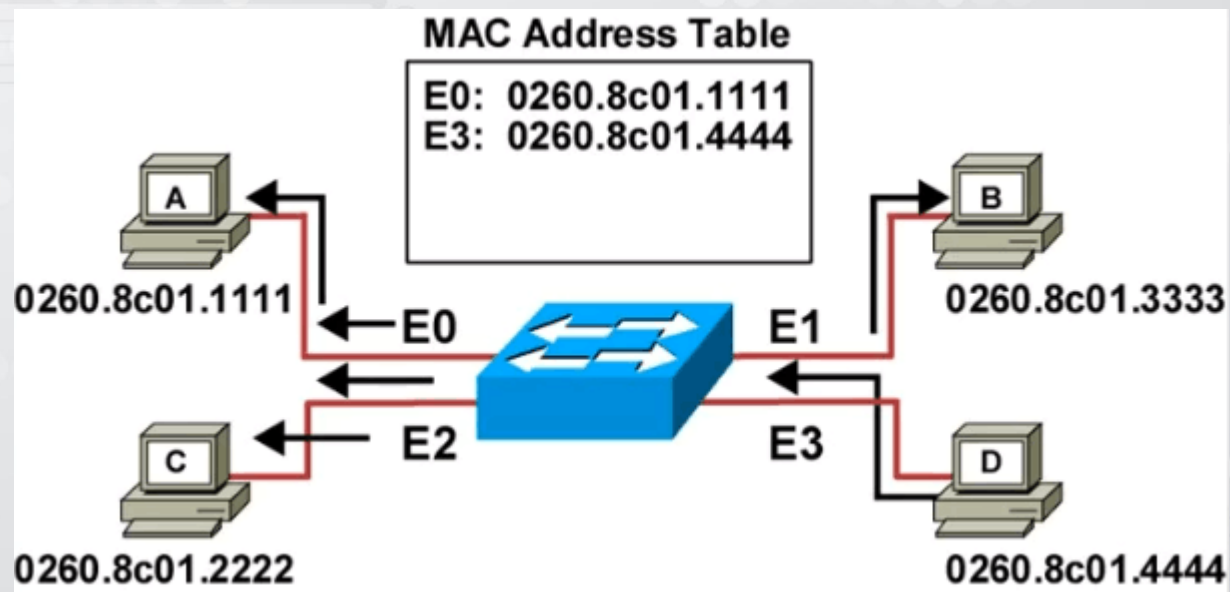 MAC Address Table
E0: 0260.8c01.1111
E3: 0260.8c01.4444
A
B
0260.8c01.1111
0260.8c01.3333
E0
E1
E2
E3
C
D
0260.8c01.2222
0260.8c01.4444